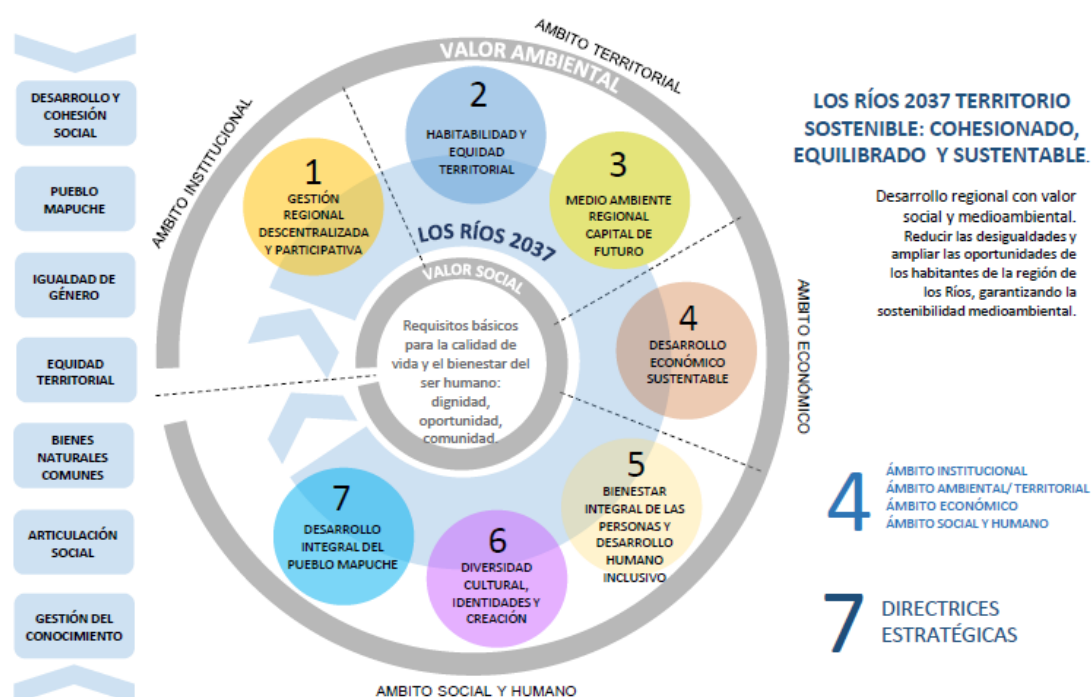 DESARROLLO Y
COHESIÓN
SOCIAL
PUEBLO
MAPUCHE
IGUALDAD DE
GÉNERO
EQUIDAD
TERRITORIAL
BIENES
NATURALES
COMUNES
ARTICULACIÓN
SOCIAL
GESTIÓN DEL
CONOCIMIENTO
AMBITO INSTITUCIONAL
AMBITO TERRITORIAL
VALOR AMBIENTAL
1
GESTIÓN
REGIONAL
DESCENTRALIZADA
Y PARTICIPATIVA
2
HABITABILIDAD Y
EQUIDAD
TERRITORIAL
3
MEDIO AMBIENTE
REGIONAL
CAPITAL DE
FUTURO
LOS RÍOS 2037
VALOR SOCIAL
Requisitos básicos
para la calidad de
vida y el bienestar del
ser humano:
dignidad,
oportunidad,
comunidad.
4
DESARROLLO
ECONÓMICO
SUSTENTABLE
AMBITO ECONÓMICO
5
BIENESTAR
INTEGRAL DE LAS
PERSONAS Y
DESARROLLO
HUMANO
INCLUSIVO
6
DIVERSIDAD
CULTURAL,
IDENTIDADES Y
CREACIÓN
7
DESARROLLO
INTEGRAL DEL
PUEBLO MAPUCHE
AMBITO SOCIAL Y HUMANO
LOS RÍOS 2037 TERRITORIO
SOSTENIBLE: COHESIONADO,
EQUILIBRADO Y SUSTENTABLE.
Desarrollo regional con valor
social y medioambiental.
Reducir las desigualdades y
ampliar las oportunidades de
los habitantes de la región de
los Ríos, garantizando la
sostenibilidad medioambiental.
4
ÁMBITO INSTITUCIONAL
ÁMBITO AMBIENTAL/ TERRITORIAL
ÁMBITO ECONÓMICO
ÁMBITO SOCIAL Y HUMANO
7
DIRECTRICES
ESTRATÉGICAS